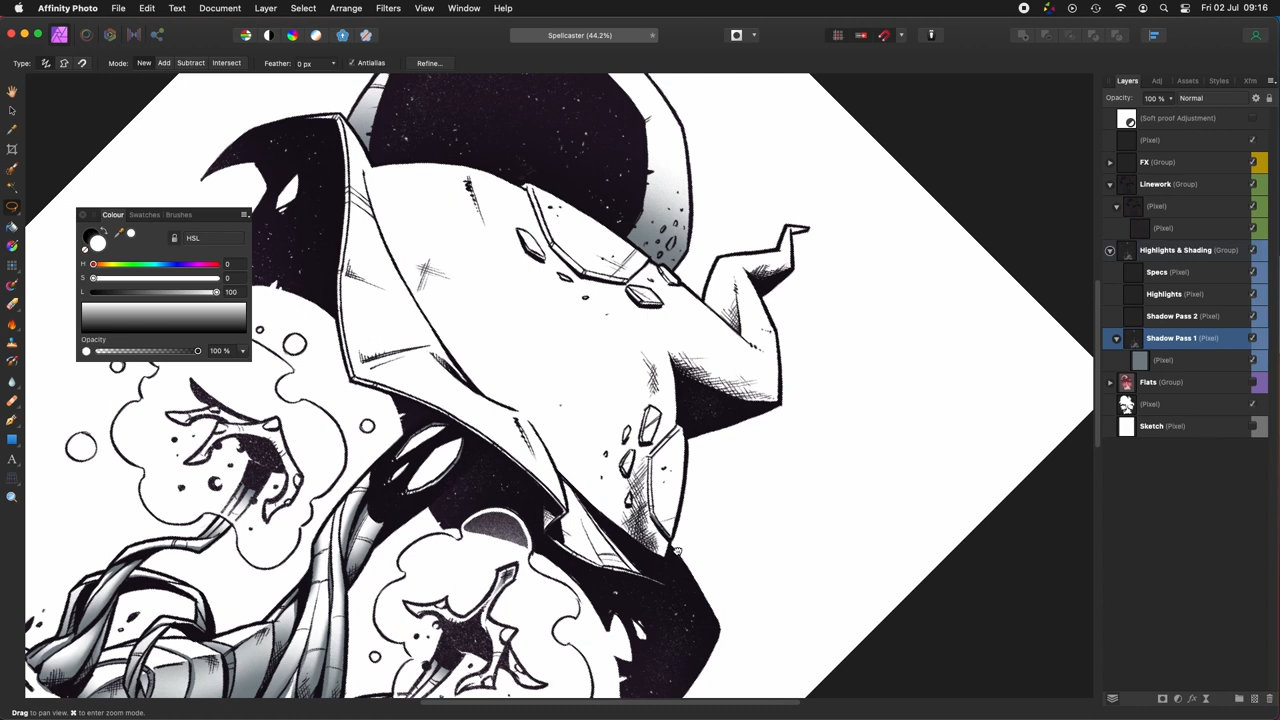 Affinity Photo File Edit Text Document Layer Select Arrange Filters View Window Help Fri 02 Jul 09:16
Spellcaster (44.2%)
Type: Mode: New Add Subtract Intersect Feather: 0 px Antialias Refine...
Layers Adj Assets Styles Xfm
Opacity: 100 % Normal
(Soft proof Adjustment)
(Pixel)
FX (Group)
Linework (Group)
(Pixel)
(Pixel)
Highlights & Shading (Group)
Specs (Pixel)
Highlights (Pixel)
Shadow Pass 2 (Pixel)
Shadow Pass 1 (Pixel)
(Pixel)
Flats (Group)
(Pixel)
Sketch (Pixel)
Colour Swatches Brushes
HSL
H 0
S 0
L 100
Opacity
100 %
A
Drag to pan view. ⌘ to enter zoom mode.